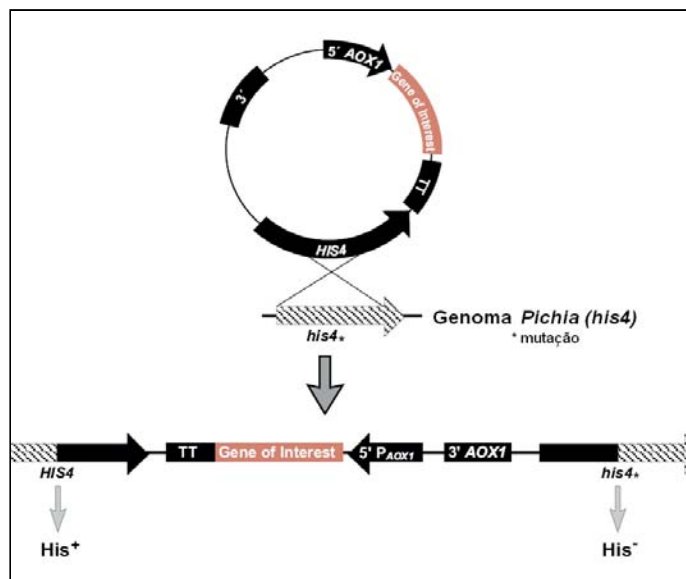 5´ AOX1
Gene of Interest
3´
TT
HIS4
Genoma Pichia (his4)
his4*
* mutação
TT Gene of Interest 5´ PAOX1 3´ AOX1
HIS4 his4*
His+ His-